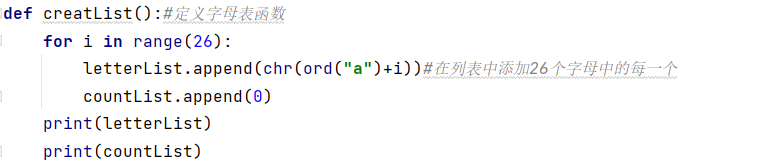 def creatList():#定义字母表函数
    for i in range(26):
        letterList.append(chr(ord("a")+i))#在列表中添加26个字母中的每一个
        countList.append(0)
    print(letterList)
    print(countList)